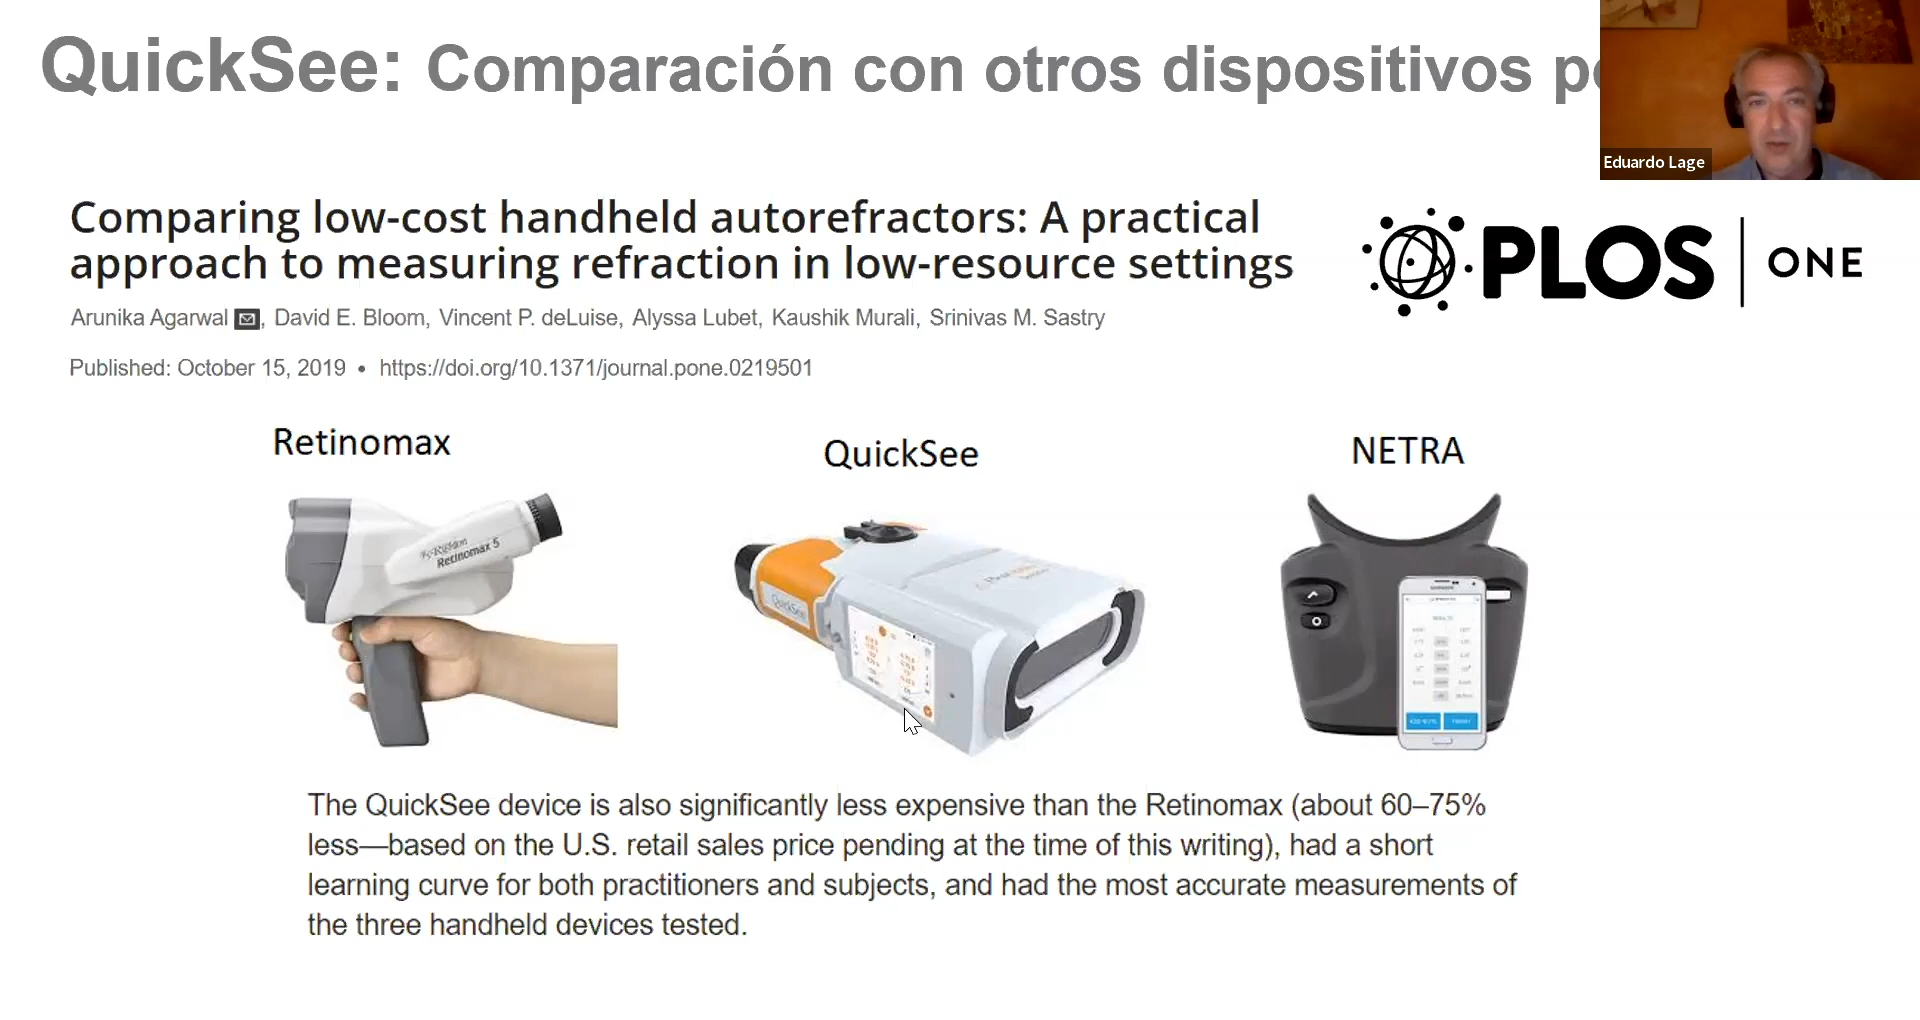 QuickSee: Comparación con otros dispositivos
Eduardo Lage
Comparing low-cost handheld autorefractors: A practical
approach to measuring refraction in low-resource settings
PLOS ONE
Arunika Agarwal, David E. Bloom, Vincent P. deLuise, Alyssa Lubet, Kaushik Murali, Srinivas M. Sastry
Published: October 15, 2019 • https://doi.org/10.1371/journal.pone.0219501
Retinomax
QuickSee
NETRA
Retinomax 5
QuickSee
The QuickSee device is also significantly less expensive than the Retinomax (about 60–75%
less—based on the U.S. retail sales price pending at the time of this writing), had a short
learning curve for both practitioners and subjects, and had the most accurate measurements of
the three handheld devices tested.